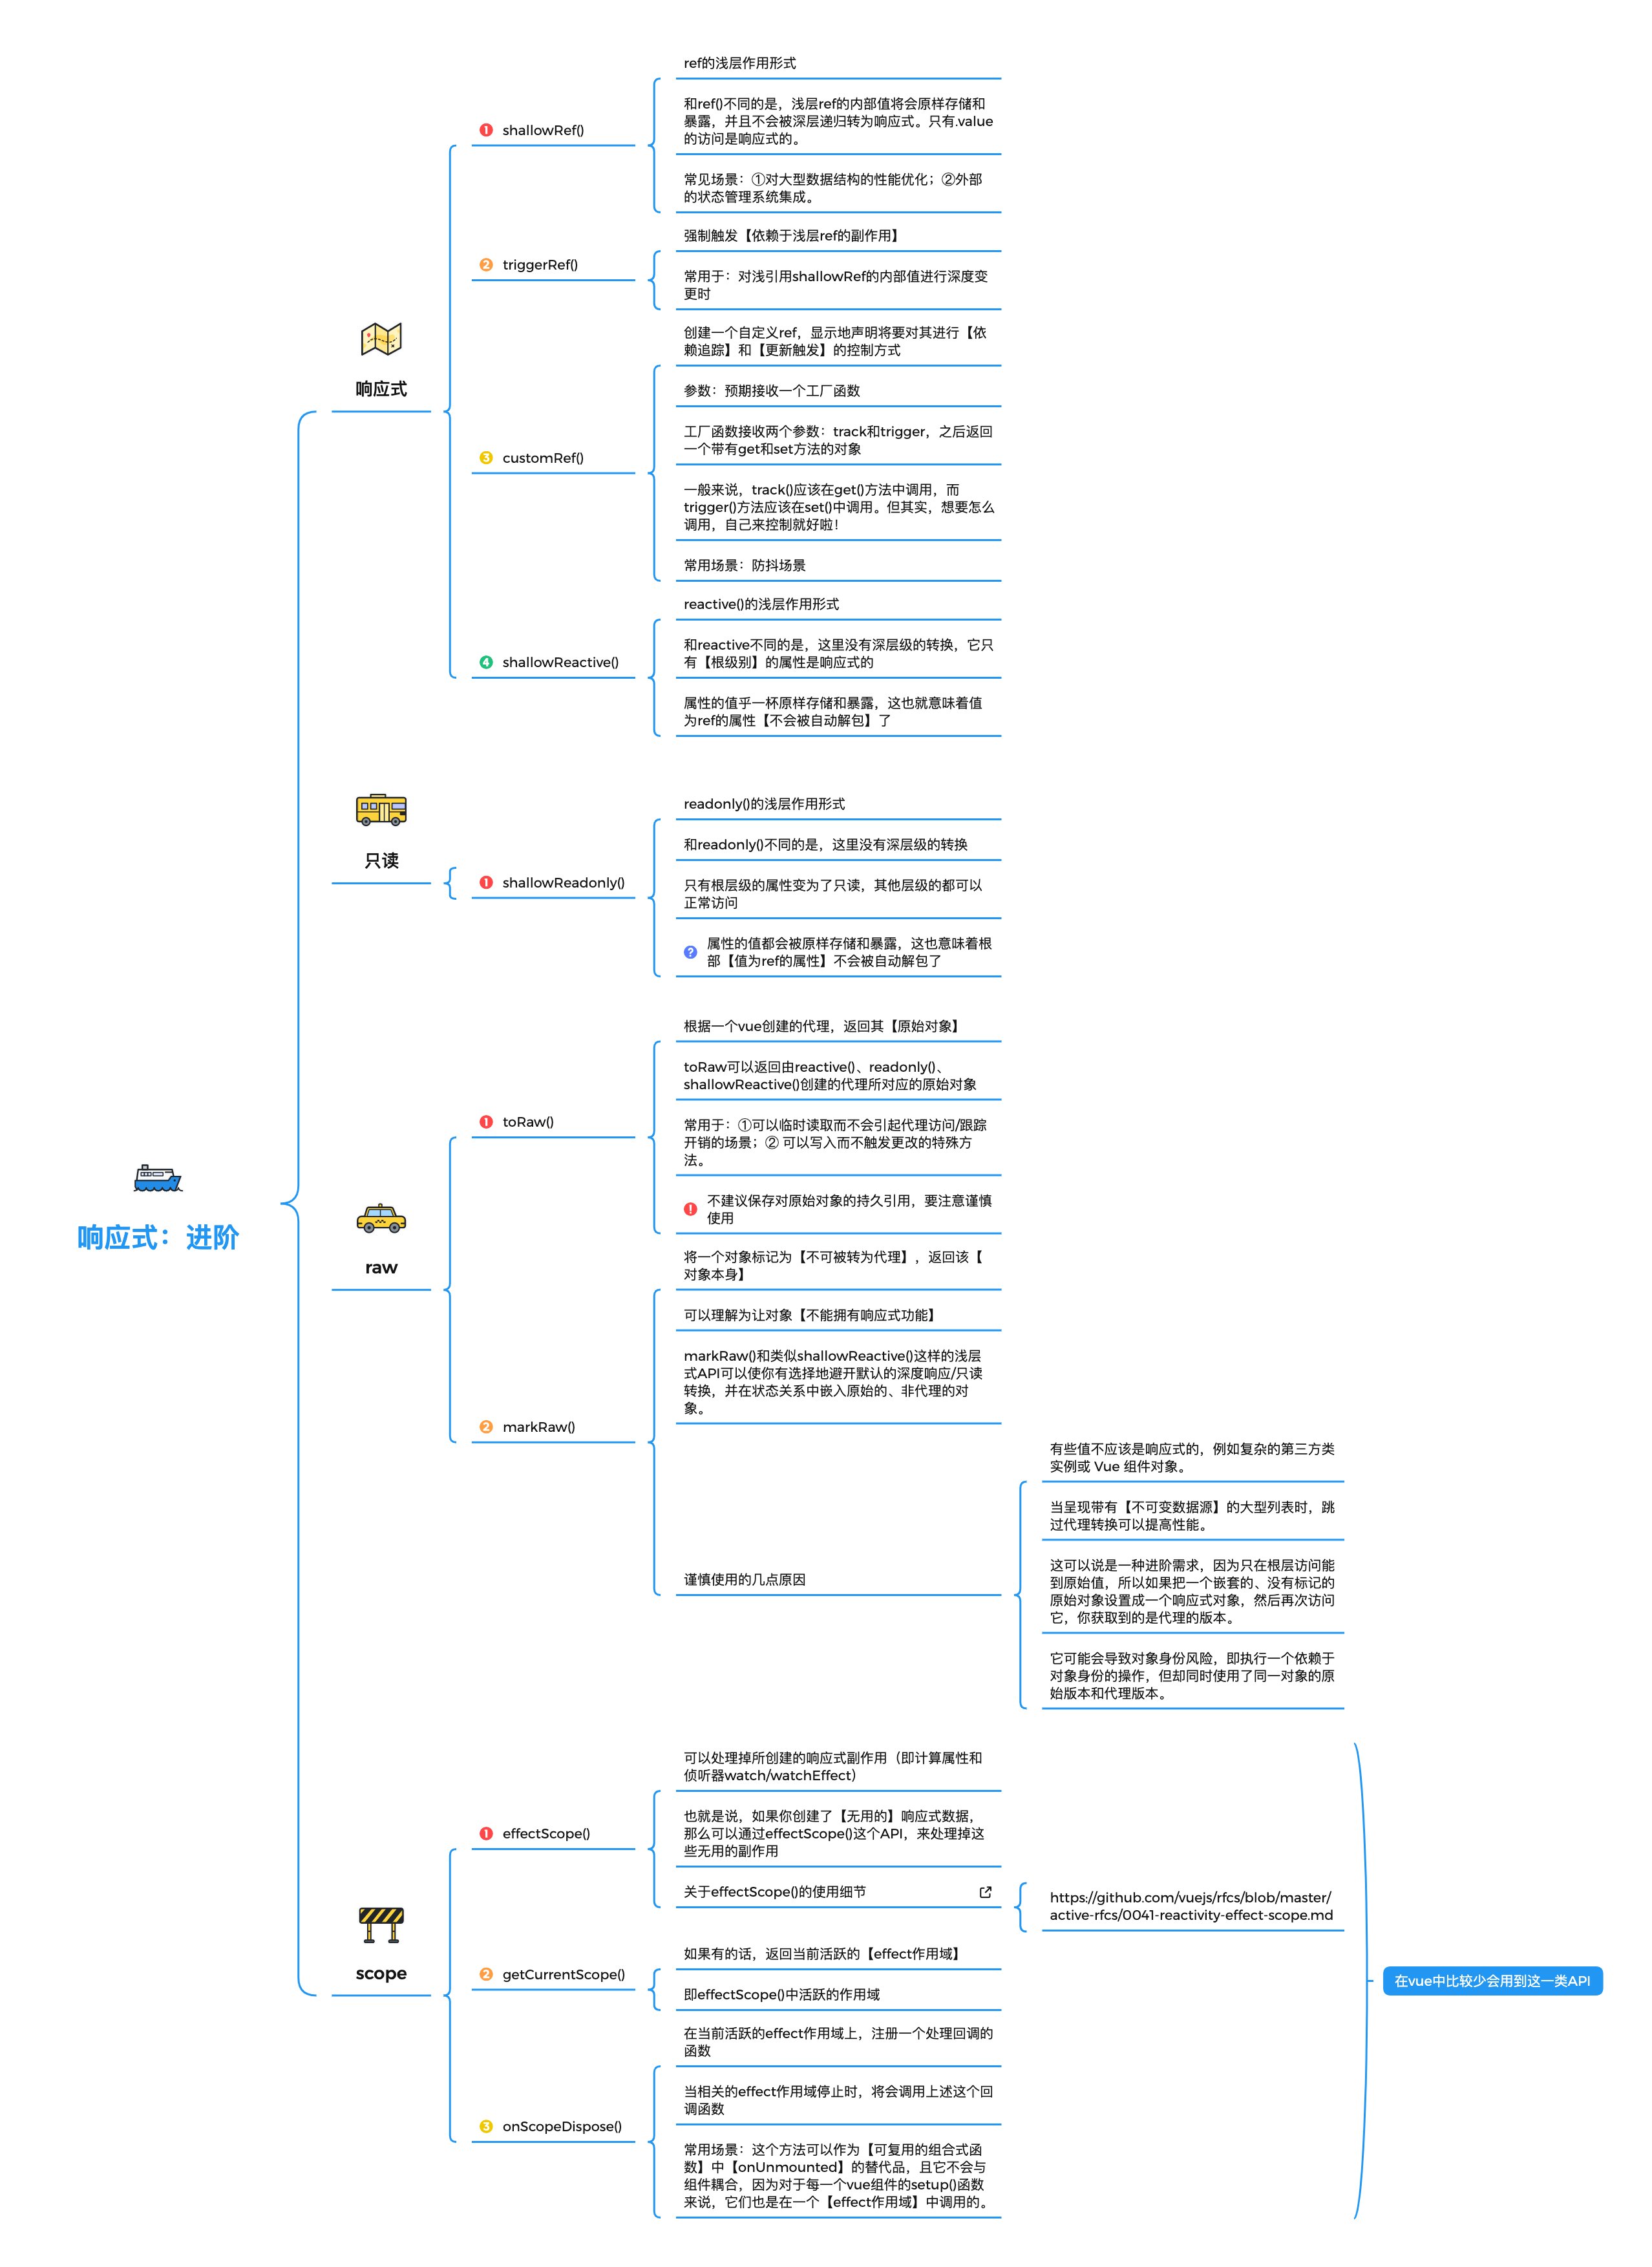 响应式：进阶
响应式
shallowRef()
ref的浅层作用形式
和ref()不同的是，浅层ref的内部值将会原样存储和
暴露，并且不会被深层递归转为响应式。只有.value
的访问是响应式的。
常见场景：①对大型数据结构的性能优化；②外部
的状态管理系统集成。
triggerRef()
强制触发【依赖于浅层ref的副作用】
常用于：对浅引用shallowRef的内部值进行深度变
更时
customRef()
创建一个自定义ref，显示地声明将要对其进行【依
赖追踪】和【更新触发】的控制方式
参数：预期接收一个工厂函数
工厂函数接收两个参数：track和trigger，之后返回
一个带有get和set方法的对象
一般来说，track()应该在get()方法中调用，而
trigger()方法应该在set()中调用。但其实，想要怎么
调用，自己来控制就好啦！
常用场景：防抖场景
shallowReactive()
reactive()的浅层作用形式
和reactive不同的是，这里没有深层级的转换，它只
有【根级别】的属性是响应式的
属性的值乎一杯原样存储和暴露，这也就意味着值
为ref的属性【不会被自动解包】了
只读
shallowReadonly()
readonly()的浅层作用形式
和readonly()不同的是，这里没有深层级的转换
只有根层级的属性变为了只读，其他层级的都可以
正常访问
属性的值都会被原样存储和暴露，这也意味着根
部【值为ref的属性】不会被自动解包了
raw
toRaw()
根据一个vue创建的代理，返回其【原始对象】
toRaw可以返回由reactive()、readonly()、
shallowReactive()创建的代理所对应的原始对象
常用于：①可以临时读取而不会引起代理访问/跟踪
开销的场景；② 可以写入而不触发更改的特殊方
法。
不建议保存对原始对象的持久引用，要注意谨慎
使用
markRaw()
将一个对象标记为【不可被转为代理】，返回该【
对象本身】
可以理解为让对象【不能拥有响应式功能】
markRaw()和类似shallowReactive()这样的浅层
式API可以使你有选择地避开默认的深度响应/只读
转换，并在状态关系中嵌入原始的、非代理的对
象。
谨慎使用的几点原因
有些值不应该是响应式的，例如复杂的第三方类
实例或 Vue 组件对象。
当呈现带有【不可变数据源】的大型列表时，跳
过代理转换可以提高性能。
这可以说是一种进阶需求，因为只在根层访问能
到原始值，所以如果把一个嵌套的、没有标记的
原始对象设置成一个响应式对象，然后再次访问
它，你获取到的是代理的版本。
它可能会导致对象身份风险，即执行一个依赖于
对象身份的操作，但却同时使用了同一对象的原
始版本和代理版本。
scope
effectScope()
可以处理掉所创建的响应式副作用（即计算属性和
侦听器watch/watchEffect）
也就是说，如果你创建了【无用的】响应式数据，
那么可以通过effectScope()这个API，来处理掉这
些无用的副作用
关于effectScope()的使用细节
https://github.com/vuejs/rfcs/blob/master/
active-rfcs/0041-reactivity-effect-scope.md
getCurrentScope()
如果有的话，返回当前活跃的【effect作用域】
即effectScope()中活跃的作用域
onScopeDispose()
在当前活跃的effect作用域上，注册一个处理回调的
函数
当相关的effect作用域停止时，将会调用上述这个回
调函数
常用场景：这个方法可以作为【可复用的组合式函
数】中【onUnmounted】的替代品，且它不会与
组件耦合，因为对于每一个vue组件的setup()函数
来说，它们也是在一个【effect作用域】中调用的。
在vue中比较少会用到这一类API